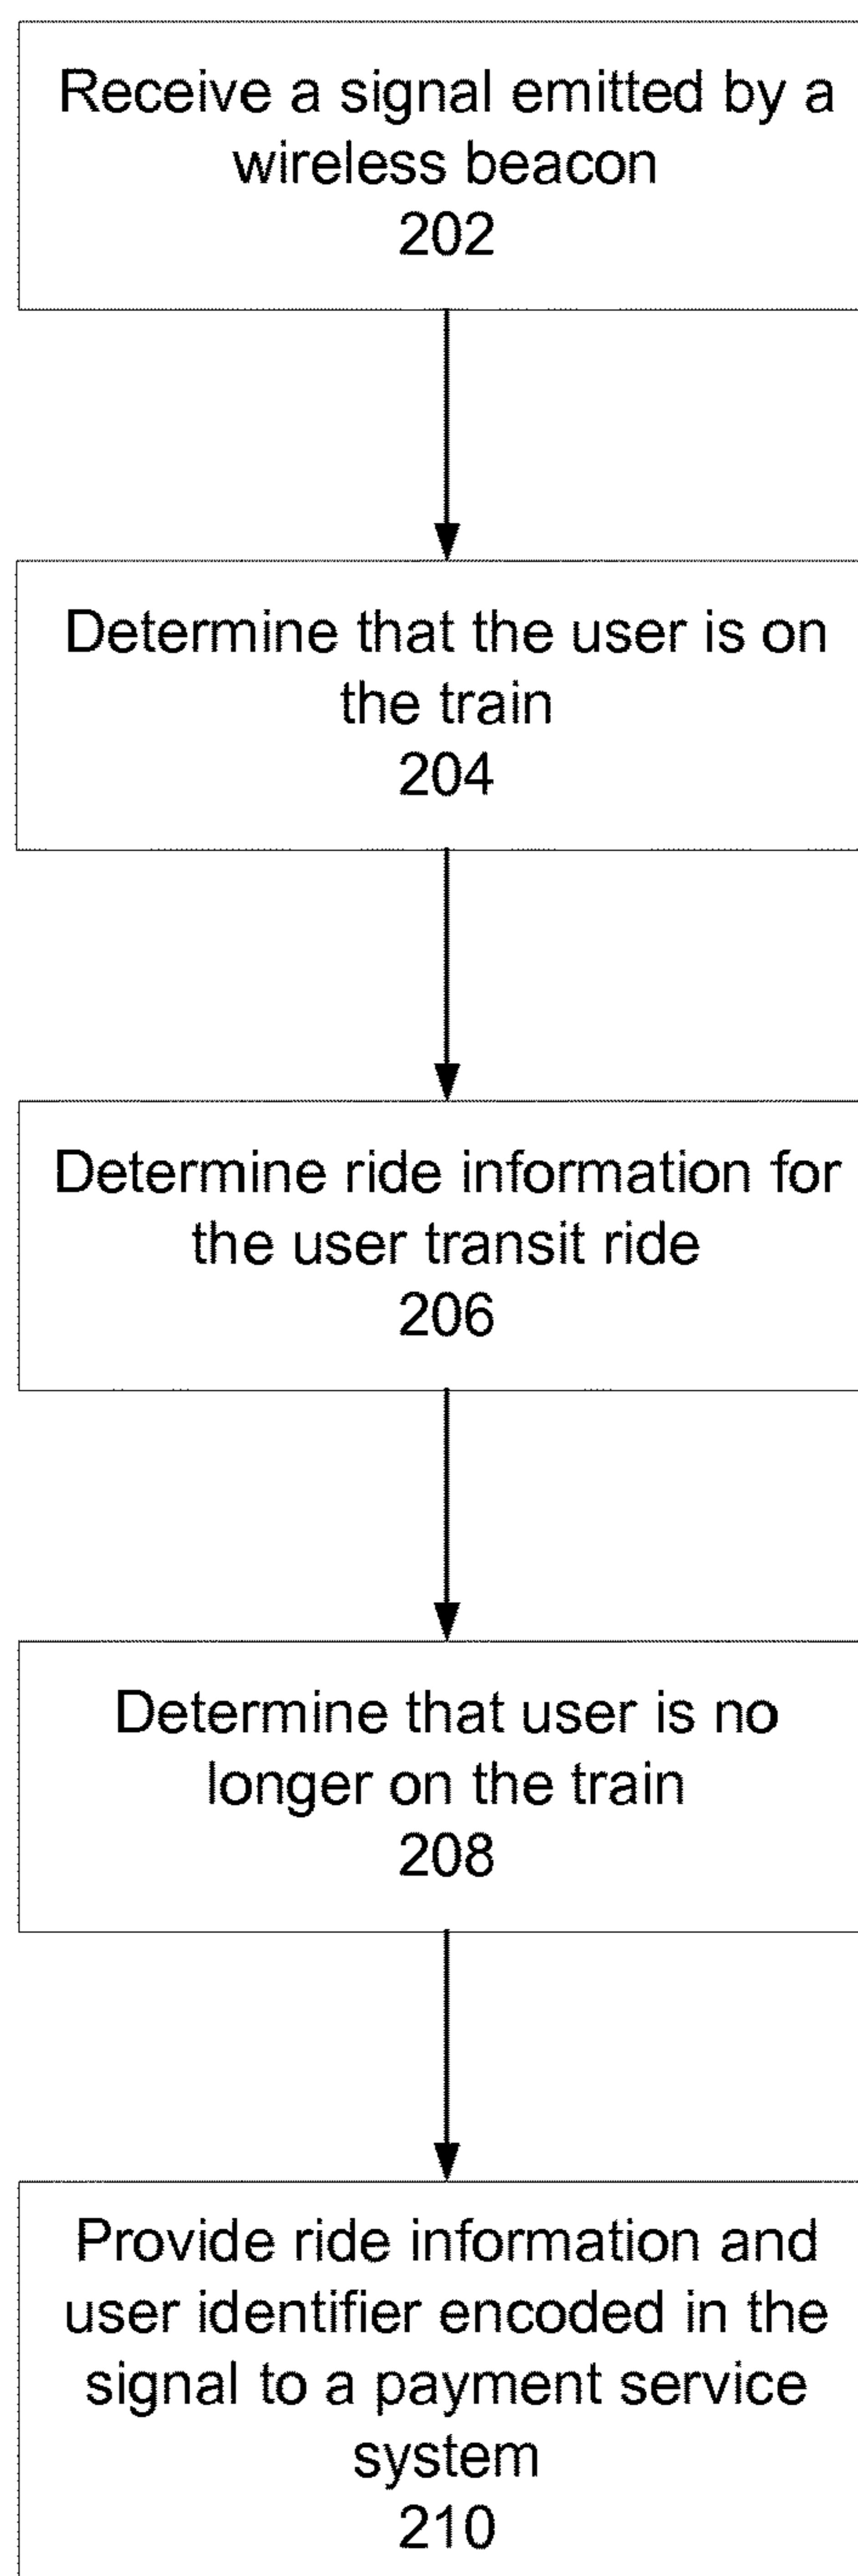 Receive a signal emitted by a
wireless beacon
202
Determine that the user is on
the train
204
Determine ride information for
the user transit ride
206
Determine that user is no
longer on the train
208
Provide ride information and
user identifier encoded in the
signal to a payment service
system
210